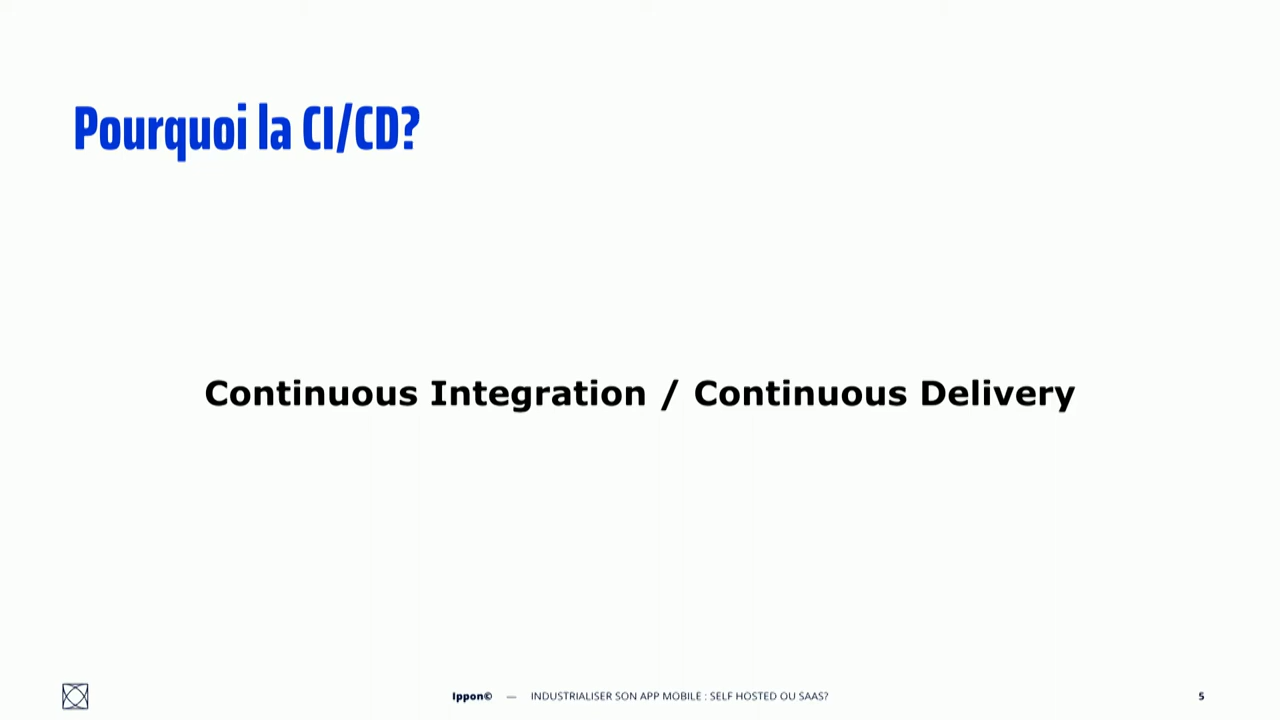 Pourquoi la CI/CD?
Continuous Integration / Continuous Delivery
Ippon© — INDUSTRIALISER SON APP MOBILE : SELF HOSTED OU SAAS? 5